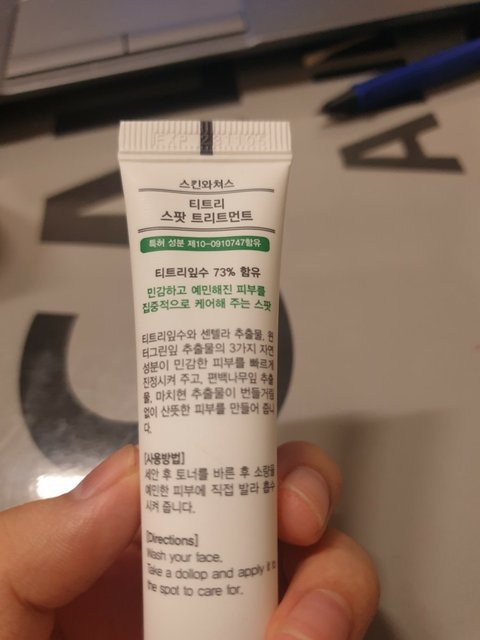 스킨와쳐스
티트리
스팟 트리트먼트
특허 성분 제10-0910747함유
티트리잎수 73% 함유
민감하고 예민해진 피부를
집중적으로 케어해 주는 스팟
티트리잎수와 센텔라 추출물, 윈
터그린잎 추출물의 3가지 자연
성분이 민감한 피부를 빠르게
진정시켜 주고, 편백나무잎 추출
물, 마치현 추출물이 번들거림
없이 산뜻한 피부를 만들어 줍니
다.
[사용방법]
세안 후 토너를 바른 후 소량을
예민한 피부에 직접 발라 흡수
시켜 줍니다.
[Directions]
Wash your face.
Take a dollop and apply it to
the spot to care for.
A